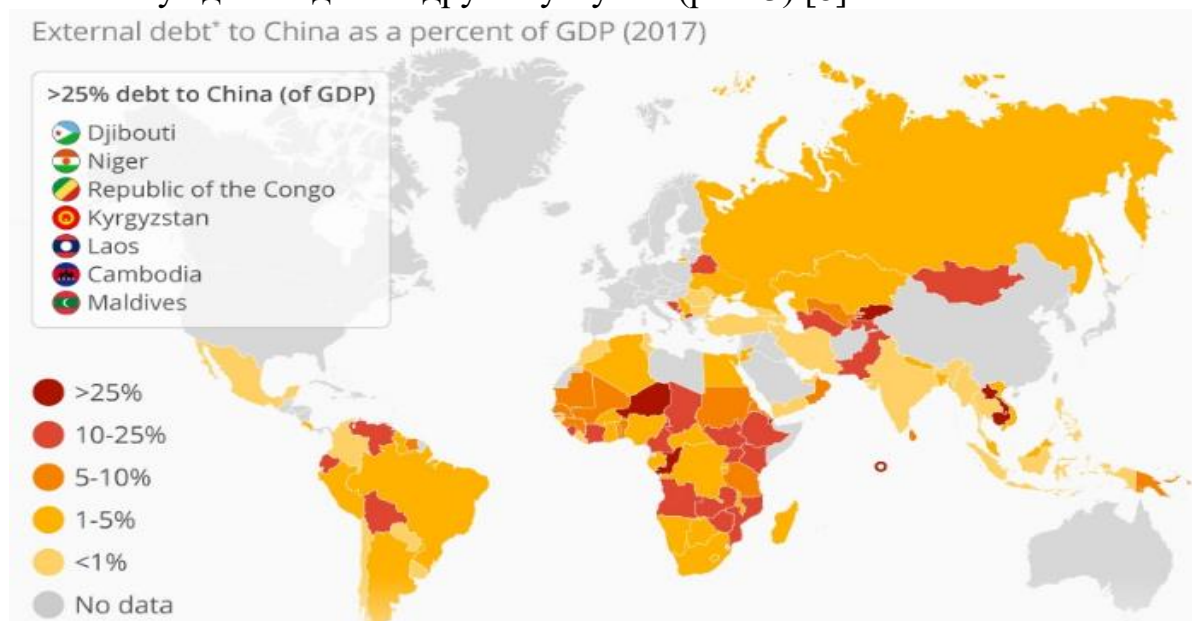 External debt* to China as a percent of GDP (2017)
>25% debt to China (of GDP)
Djibouti
Niger
Republic of the Congo
Kyrgyzstan
Laos
Cambodia
Maldives
>25%
10-25%
5-10%
1-5%
<1%
No data